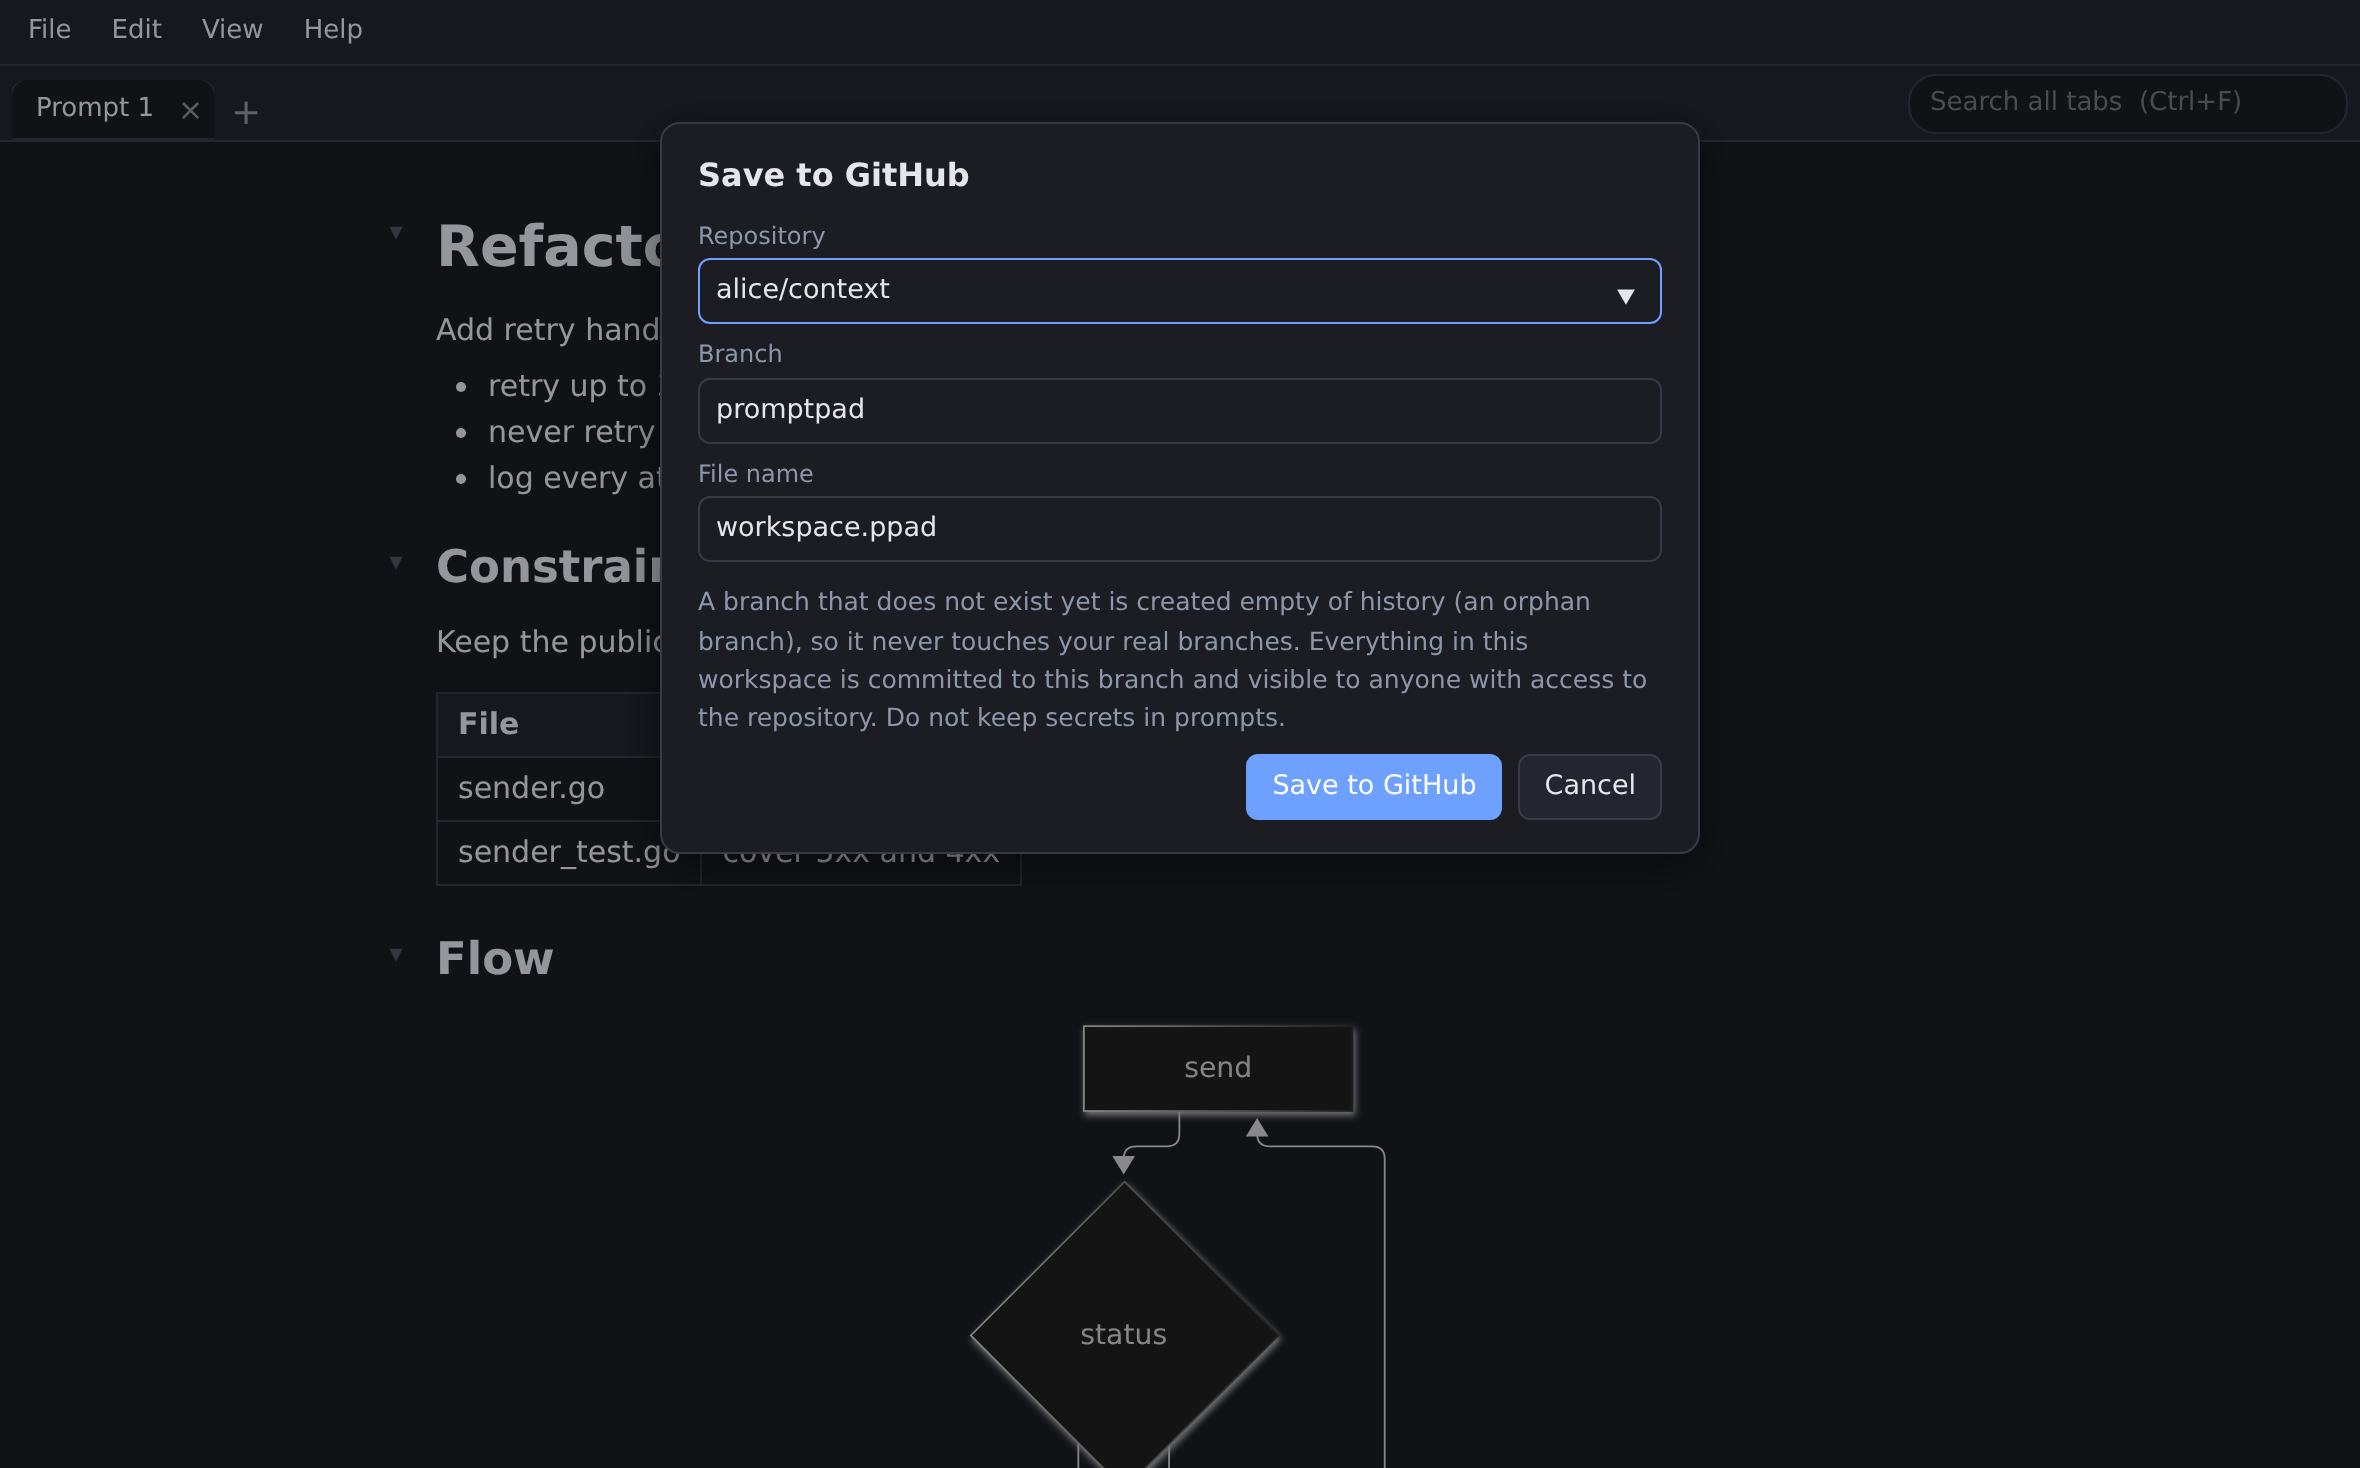 File Edit View Help
Prompt 1 × +
Search all tabs (Ctrl+F)
Save to GitHub
Repository
alice/context
Branch
promptpad
File name
workspace.ppad
A branch that does not exist yet is created empty of history (an orphan
branch), so it never touches your real branches. Everything in this
workspace is committed to this branch and visible to anyone with access to
the repository. Do not keep secrets in prompts.
Save to GitHub Cancel
Add retry
retry up to
never retry
log every
Keep the
File
sender.go
sender_test.go cover 5xx and 4xx
Flow
send
status